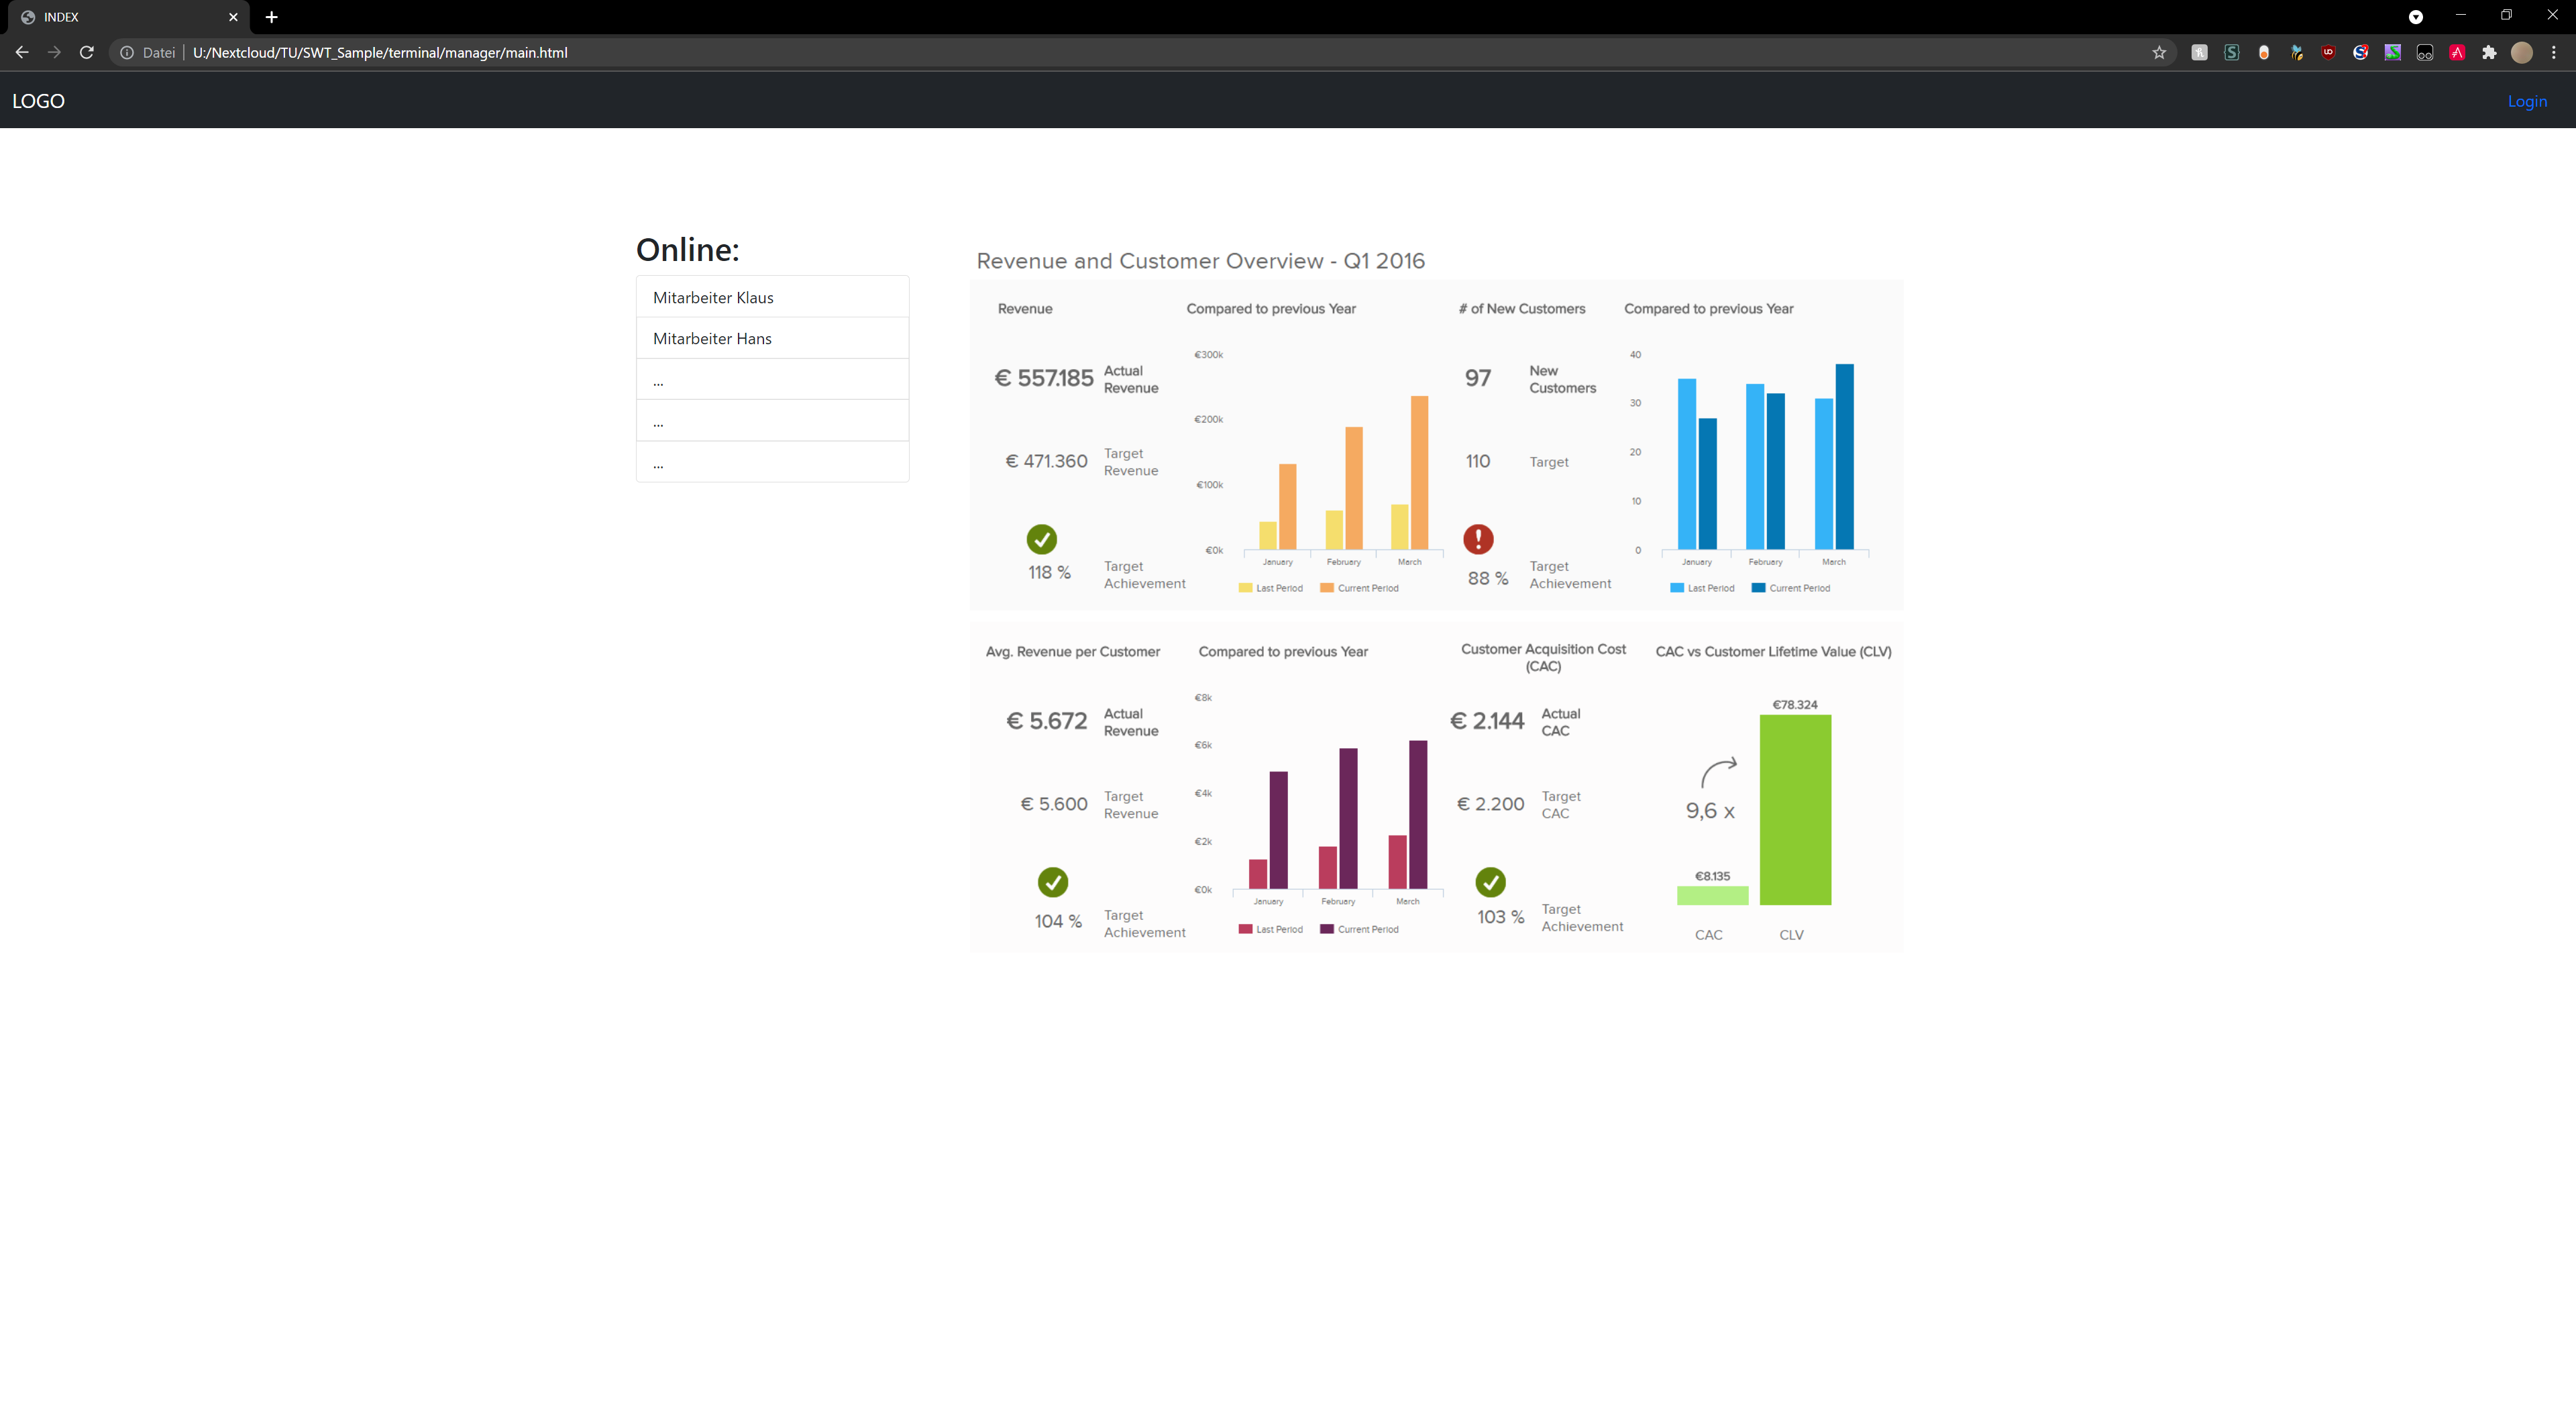 INDEX
Datei
U:/Nextcloud/TU/SWT_Sample/terminal/manager/main.html
LOGO
Login
Online:
Mitarbeiter Klaus
Mitarbeiter Hans
...
...
...
Revenue and Customer Overview - Q1 2016
Revenue
€ 557.185
Actual
Revenue
€ 471.360
Target
Revenue
118 %
Target
Achievement
Compared to previous Year
€300k
€200k
€100k
€0k
January February March
Last Period Current Period
# of New Customers
97
New
Customers
110
Target
88 %
Target
Achievement
Compared to previous Year
40
30
20
10
0
January February March
Last Period Current Period
Avg. Revenue per Customer
€ 5.672
Actual
Revenue
€ 5.600
Target
Revenue
104 %
Target
Achievement
Compared to previous Year
€8k
€6k
€4k
€2k
€0k
January February March
Last Period Current Period
Customer Acquisition Cost
(CAC)
€ 2.144
Actual
CAC
€ 2.200
Target
CAC
103 %
Target
Achievement
CAC vs Customer Lifetime Value (CLV)
€78.324
9,6 x
€8.135
CAC CLV